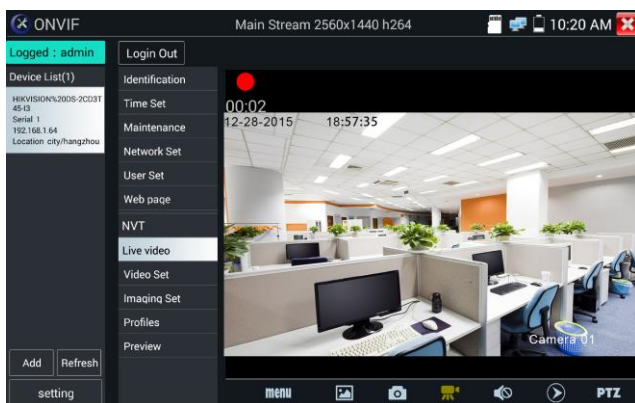 ONVIF
Main Stream 2560x1440 h264
10:20 AM
Logged : admin
Login Out
Device List(1)
HIKVISION%20DS-2CD3T
45-I3
Serial 1
192.168.1.64
Location city/hangzhou
Identification
Time Set
Maintenance
Network Set
User Set
Web page
NVT
Live video
Video Set
Imaging Set
Profiles
Preview
00:02
12-28-2015 18:57:35
Camera 01
Add
Refresh
setting
menu
PTZ